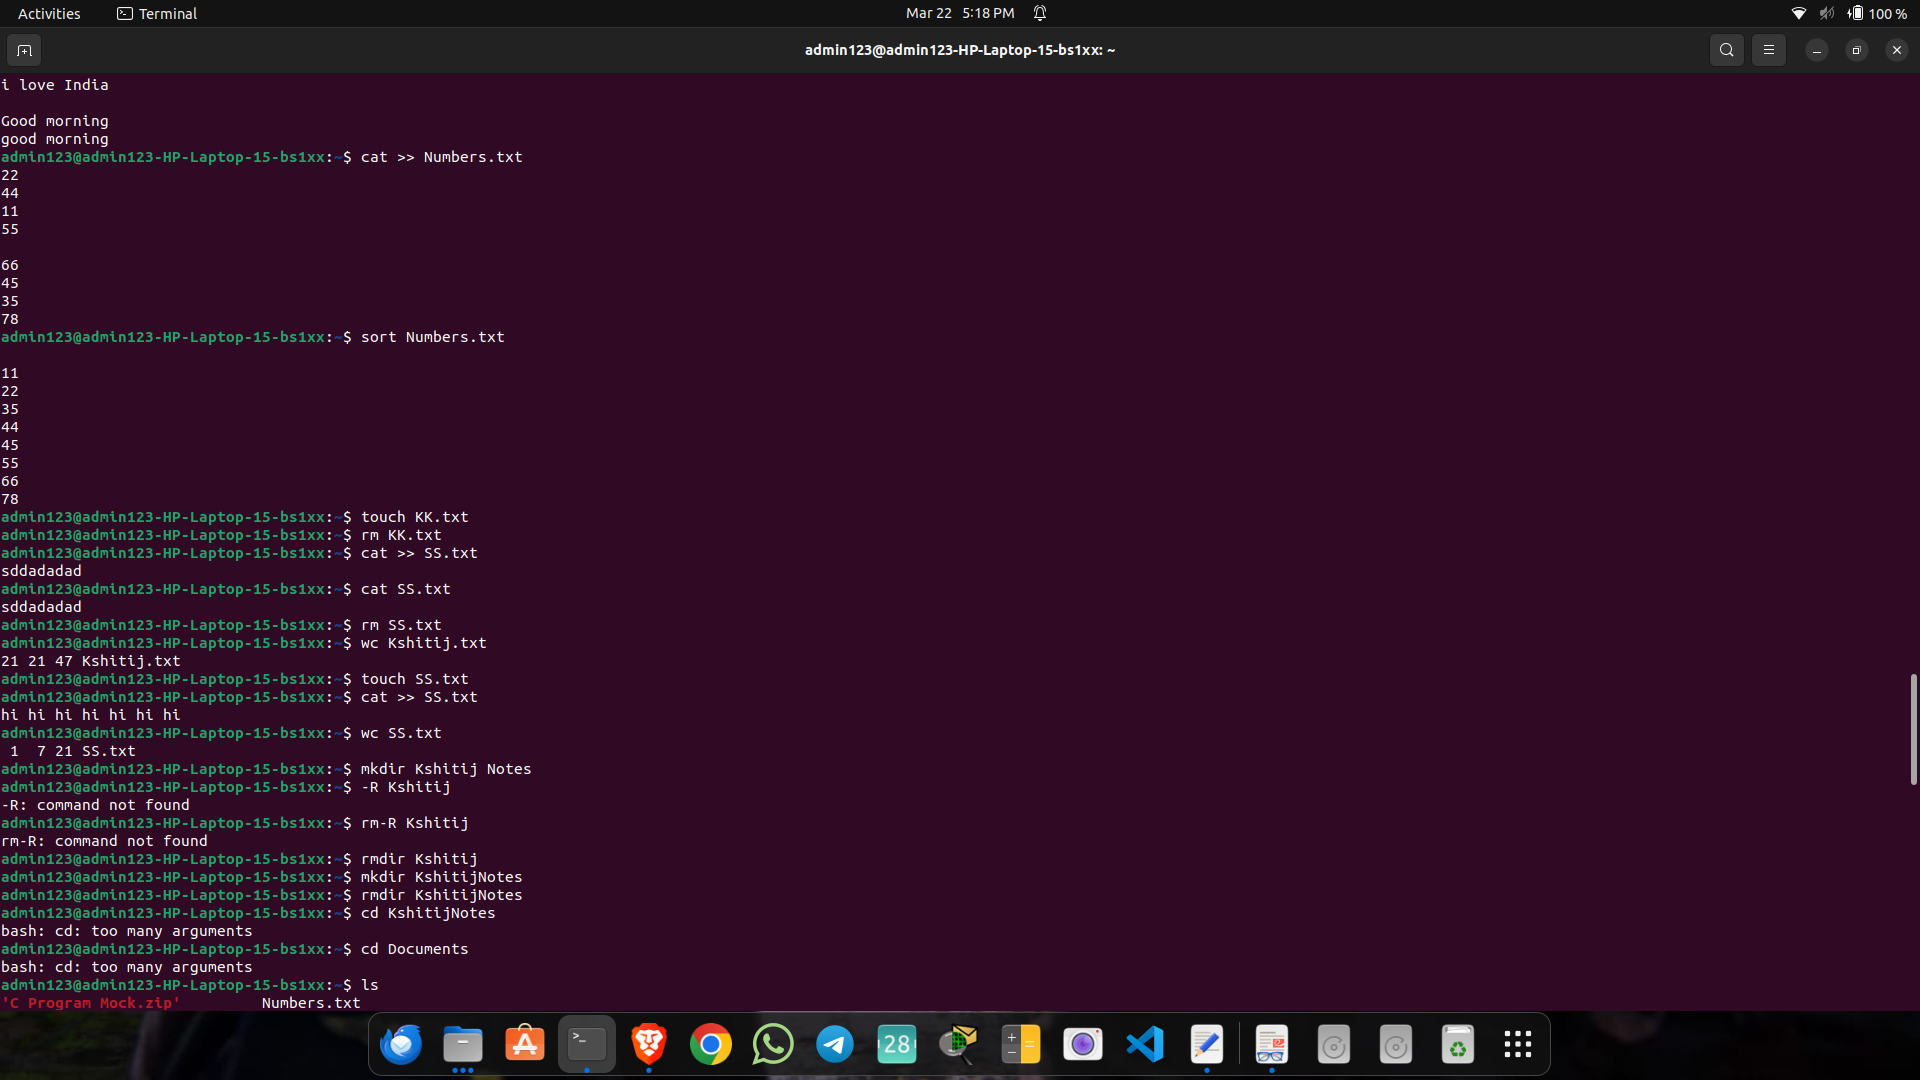 Activities
Terminal
Mar 22 5:18 PM
100 %
admin123@admin123-HP-Laptop-15-bs1xx: ~
i love India
Good morning
good morning
admin123@admin123-HP-Laptop-15-bs1xx:~$ cat >> Numbers.txt
22
44
11
55
66
45
35
78
admin123@admin123-HP-Laptop-15-bs1xx:~$ sort Numbers.txt
11
22
35
44
45
55
66
78
admin123@admin123-HP-Laptop-15-bs1xx:~$ touch KK.txt
admin123@admin123-HP-Laptop-15-bs1xx:~$ rm KK.txt
admin123@admin123-HP-Laptop-15-bs1xx:~$ cat >> SS.txt
sddadadad
admin123@admin123-HP-Laptop-15-bs1xx:~$ cat SS.txt
sddadadad
admin123@admin123-HP-Laptop-15-bs1xx:~$ rm SS.txt
admin123@admin123-HP-Laptop-15-bs1xx:~$ wc Kshitij.txt
21 21 47 Kshitij.txt
admin123@admin123-HP-Laptop-15-bs1xx:~$ touch SS.txt
admin123@admin123-HP-Laptop-15-bs1xx:~$ cat >> SS.txt
hi hi hi hi hi hi hi
admin123@admin123-HP-Laptop-15-bs1xx:~$ wc SS.txt
1 7 21 SS.txt
admin123@admin123-HP-Laptop-15-bs1xx:~$ mkdir Kshitij Notes
admin123@admin123-HP-Laptop-15-bs1xx:~$ -R Kshitij
-R: command not found
admin123@admin123-HP-Laptop-15-bs1xx:~$ rm-R Kshitij
rm-R: command not found
admin123@admin123-HP-Laptop-15-bs1xx:~$ rmdir Kshitij
admin123@admin123-HP-Laptop-15-bs1xx:~$ mkdir KshitijNotes
admin123@admin123-HP-Laptop-15-bs1xx:~$ rmdir KshitijNotes
admin123@admin123-HP-Laptop-15-bs1xx:~$ cd KshitijNotes
bash: cd: too many arguments
admin123@admin123-HP-Laptop-15-bs1xx:~$ cd Documents
bash: cd: too many arguments
admin123@admin123-HP-Laptop-15-bs1xx:~$ ls
'C Program Mock.zip' Numbers.txt
28